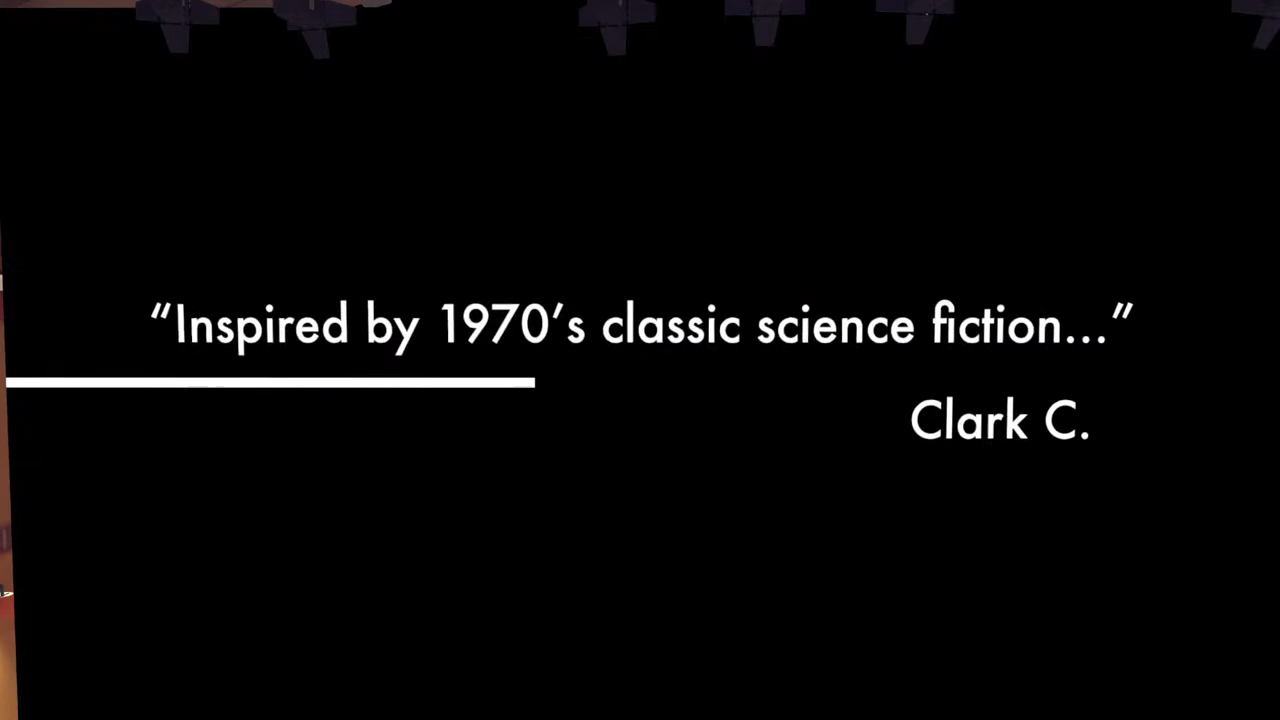 “Inspired by 1970’s classic science fiction...”
Clark C.